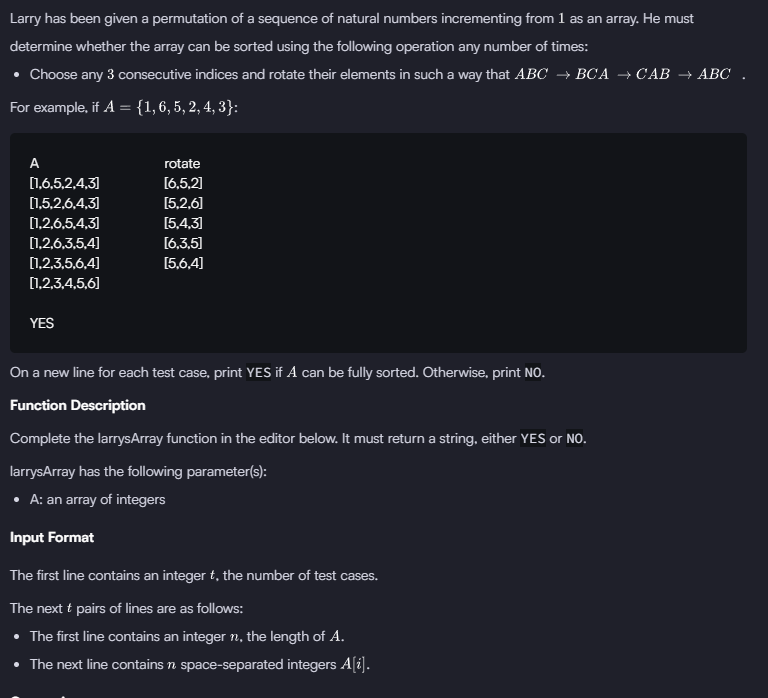 Larry has been given a permutation of a sequence of natural numbers incrementing from 1 as an array. He must
determine whether the array can be sorted using the following operation any number of times:
• Choose any 3 consecutive indices and rotate their elements in such a way that ABC → BCA → CAB → ABC .
For example, if A = {1, 6, 5, 2, 4, 3}:
A rotate
[1,6,5,2,4,3] [6,5,2]
[1,5,2,6,4,3] [5,2,6]
[1,2,6,5,4,3] [5,4,3]
[1,2,6,3,5,4] [6,3,5]
[1,2,3,5,6,4] [5,6,4]
[1,2,3,4,5,6]
YES
On a new line for each test case, print YES if A can be fully sorted. Otherwise, print NO.
Function Description
Complete the larrysArray function in the editor below. It must return a string, either YES or NO.
larrysArray has the following parameter(s):
• A: an array of integers
Input Format
The first line contains an integer t, the number of test cases.
The next t pairs of lines are as follows:
• The first line contains an integer n, the length of A.
• The next line contains n space-separated integers A[i].